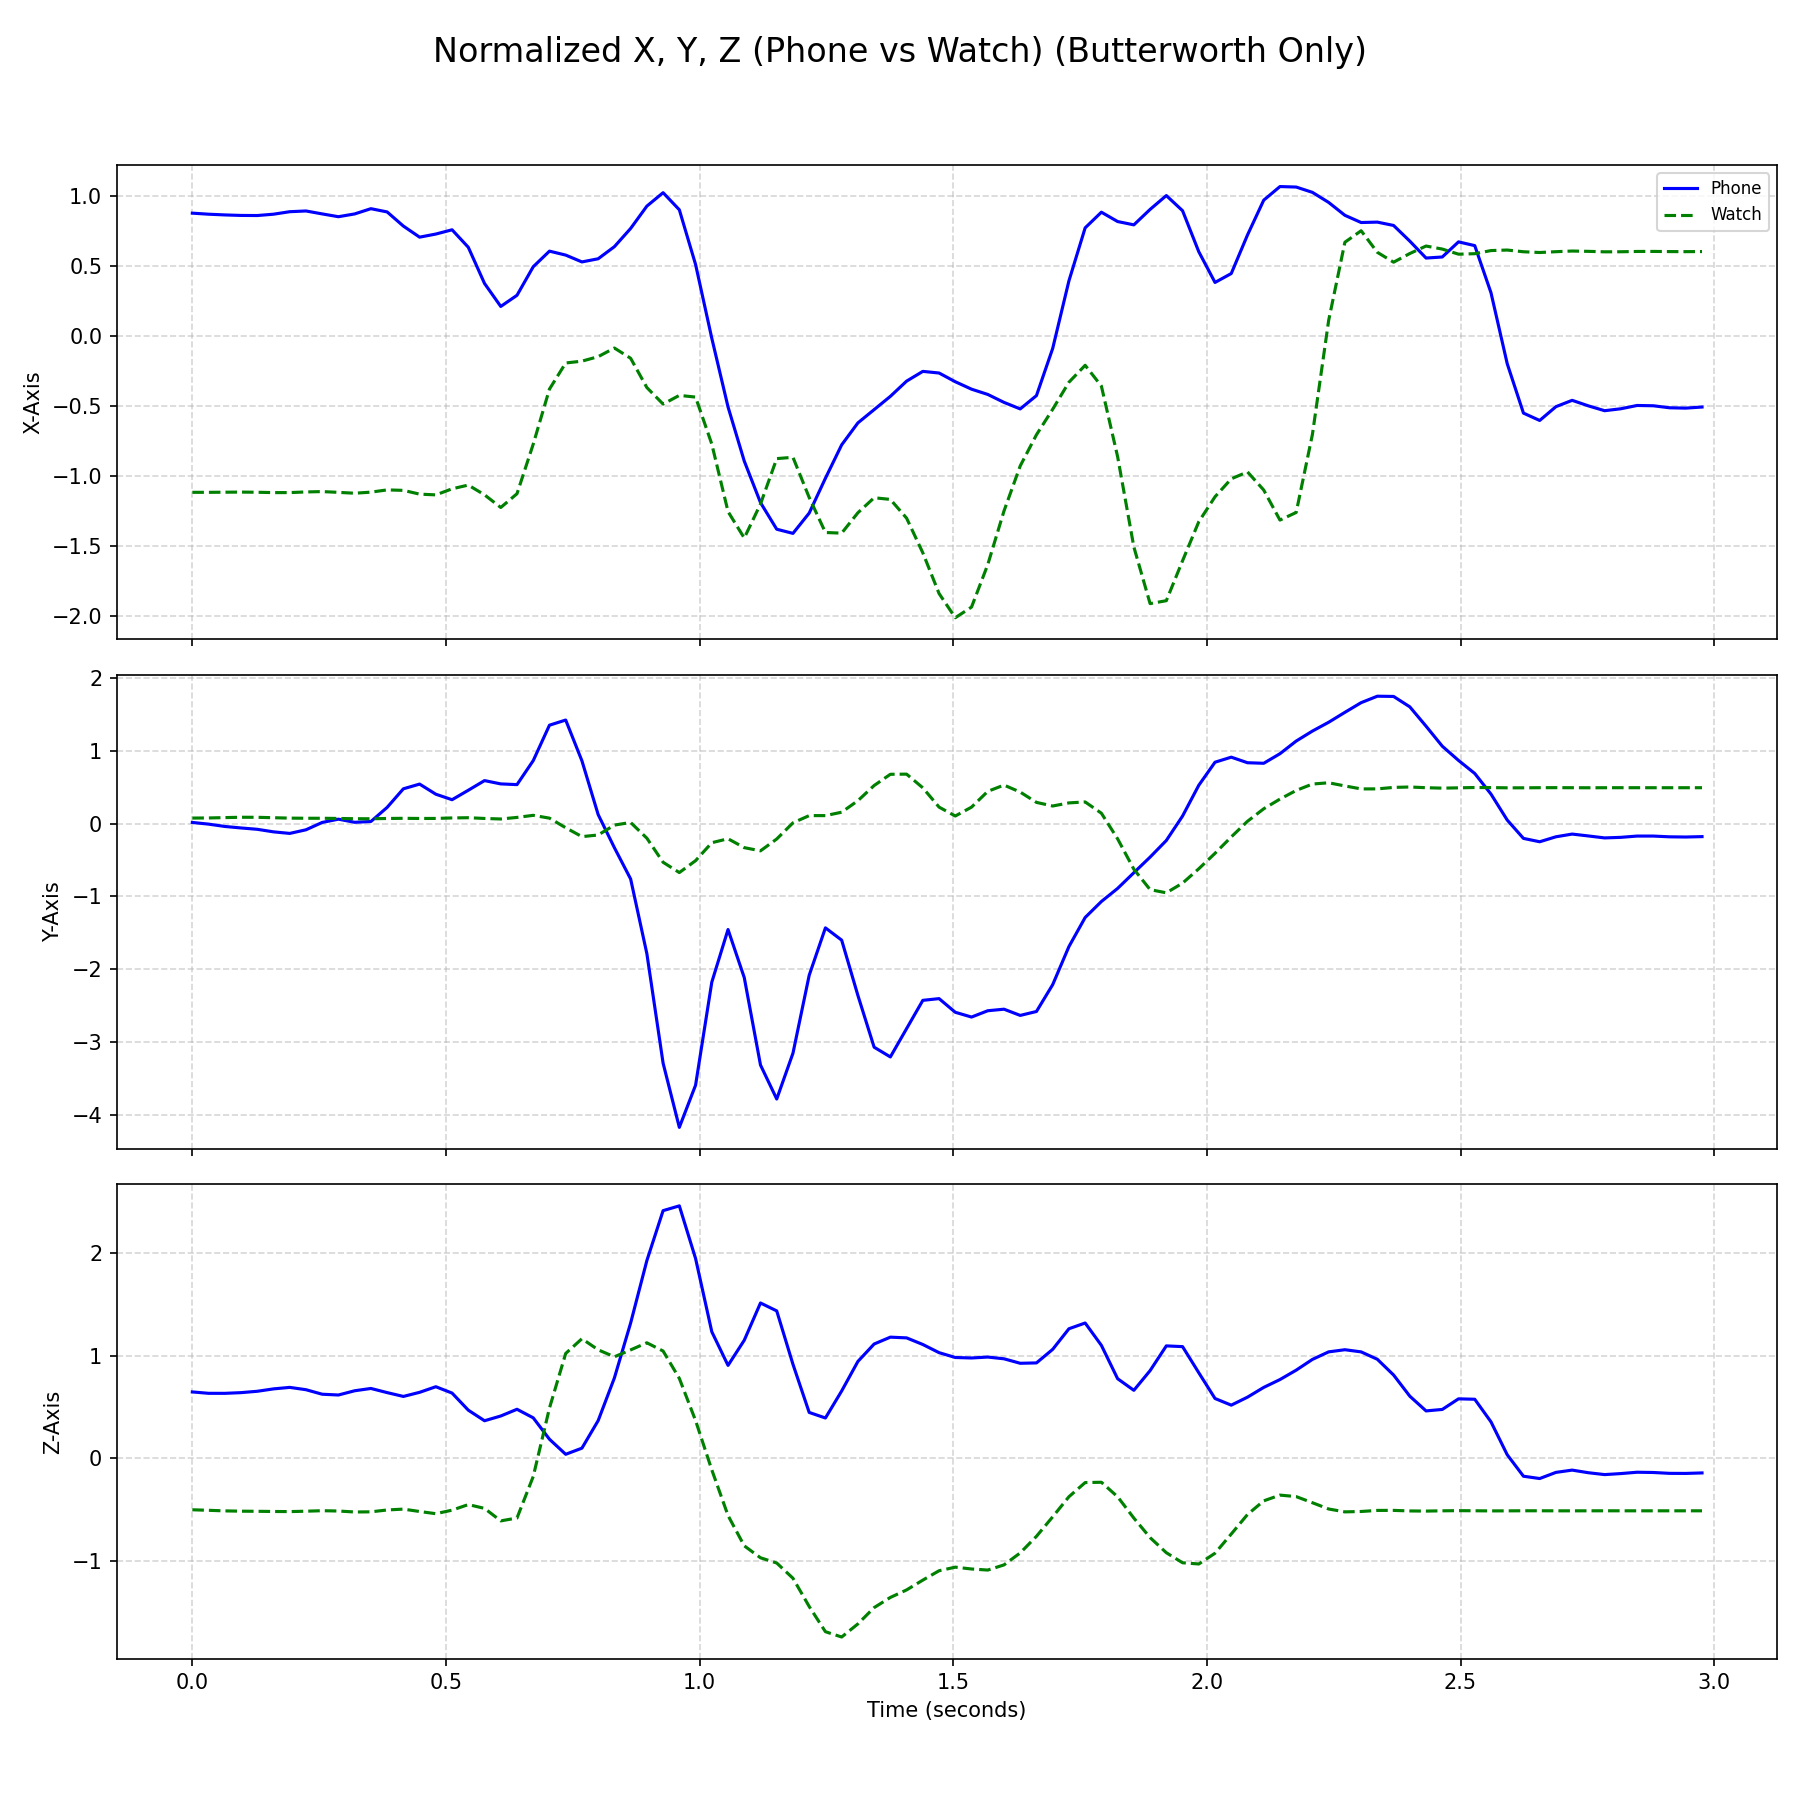 Normalized X, Y, Z (Phone vs Watch) (Butterworth Only)
Phone
Watch
X-Axis
1.0
0.5
0.0
−0.5
−1.0
−1.5
−2.0
Y-Axis
2
1
0
−1
−2
−3
−4
Z-Axis
2
1
0
−1
0.0 0.5 1.0 1.5 2.0 2.5 3.0
Time (seconds)